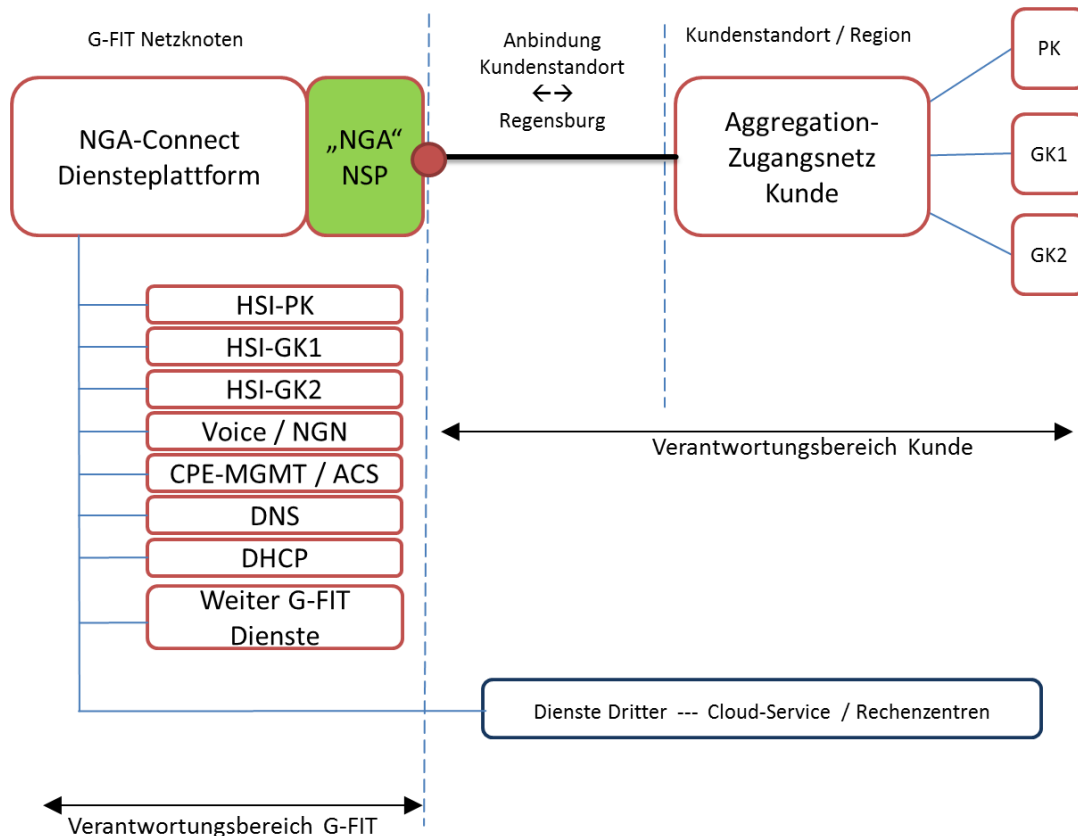 G-FIT Netzknoten
Anbindung
Kundenstandort
←→
Regensburg
Kundenstandort / Region
NGA-Connect
Diensteplattform
„NGA“
NSP
Aggregation-
Zugangsnetz
Kunde
PK
GK1
GK2
HSI-PK
HSI-GK1
HSI-GK2
Voice / NGN
CPE-MGMT / ACS
DNS
DHCP
Weiter G-FIT
Dienste
Verantwortungsbereich Kunde
Dienste Dritter --- Cloud-Service / Rechenzentren
Verantwortungsbereich G-FIT